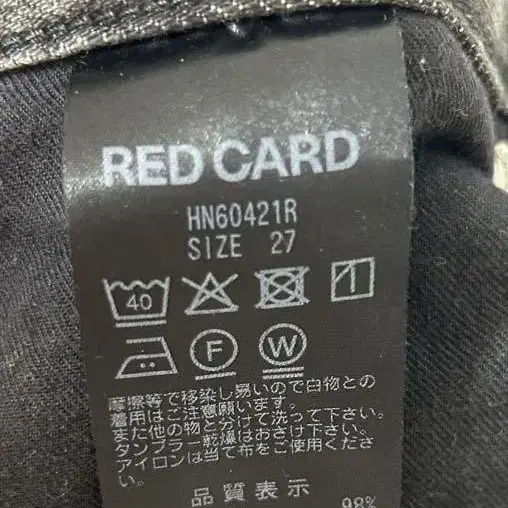 RED CARD
HN60421R
SIZE 27
40
F W
摩擦等で移染し易いので白物との
着用はご注意願います。
また他の物と分けて洗って下さい。
タンブラー乾燥はおさけ下さい。
アイロンは当て布をご使用くださ
い。
品質表示
98%